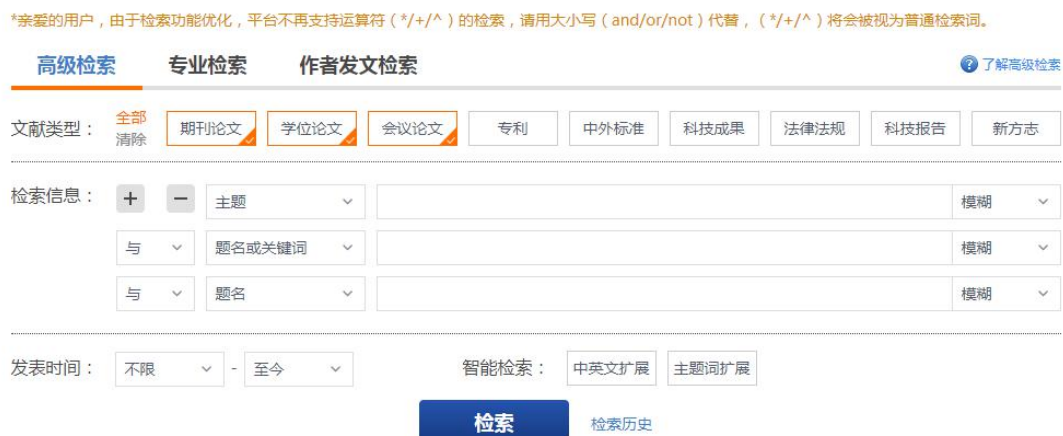 *亲爱的用户，由于检索功能优化，平台不再支持运算符（*/+/^）的检索，请用大小写（and/or/not）代替，（*/+/^）将会被视为普通检索词。
高级检索 专业检索 作者发文检索 ? 了解高级检索
文献类型： 全部 清除 期刊论文 学位论文 会议论文 专利 中外标准 科技成果 法律法规 科技报告 新方志
检索信息： + − 主题 模糊
与 题名或关键词 模糊
与 题名 模糊
发表时间： 不限 - 至今 智能检索： 中英文扩展 主题词扩展
检索 检索历史